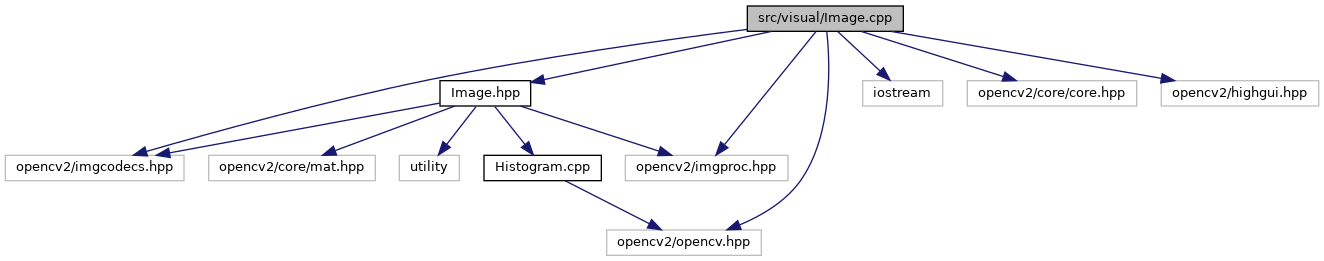 src/visual/Image.cpp
Image.hpp
iostream
opencv2/core/core.hpp
opencv2/highgui.hpp
opencv2/imgcodecs.hpp
opencv2/core/mat.hpp
utility
Histogram.cpp
opencv2/imgproc.hpp
opencv2/opencv.hpp